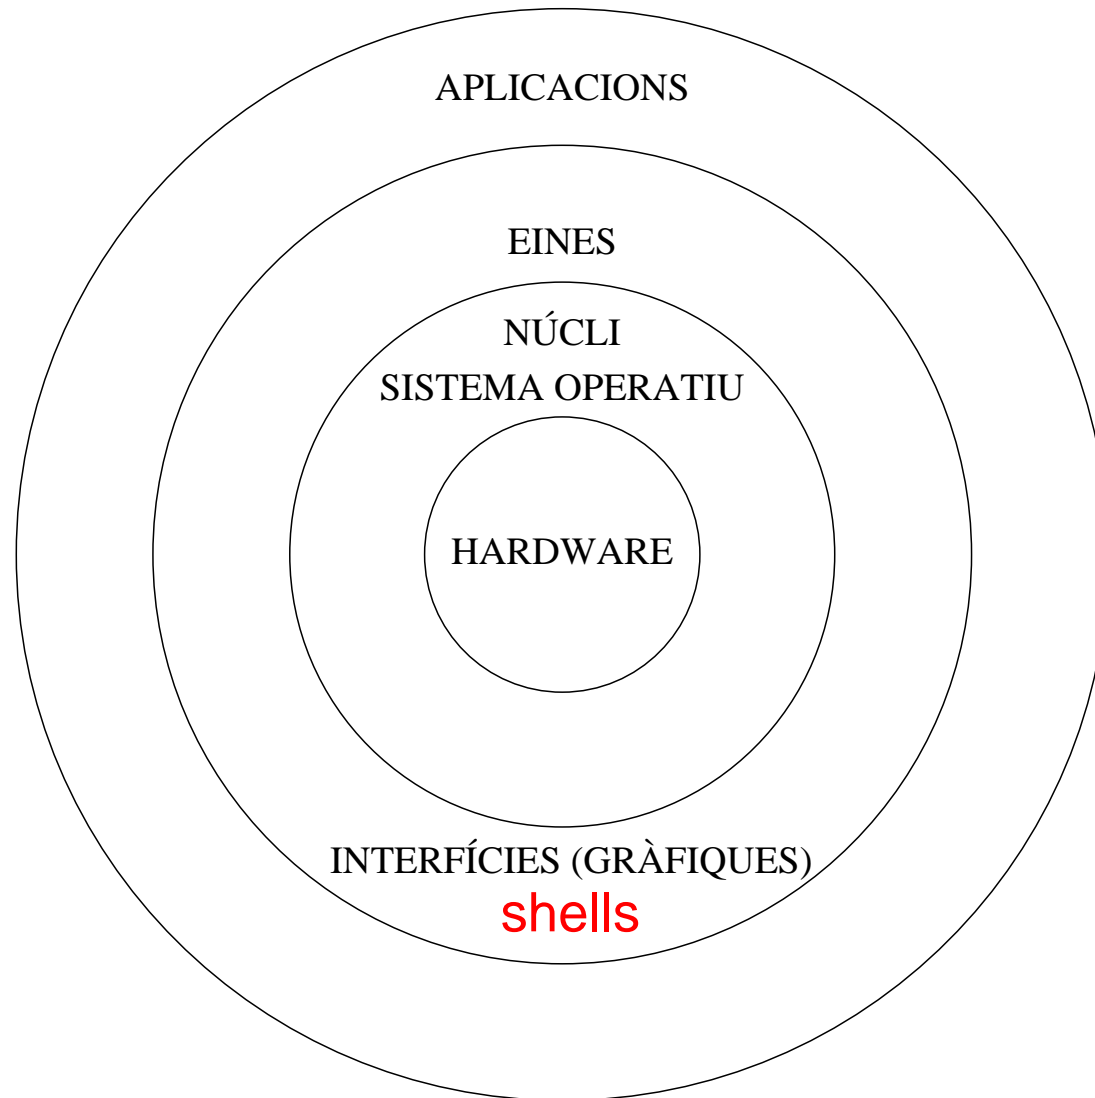 APLICACIONS
EINES
NÚCLI
SISTEMA OPERATIU
HARDWARE
INTERFÍCIES (GRÀFIQUES)
shells